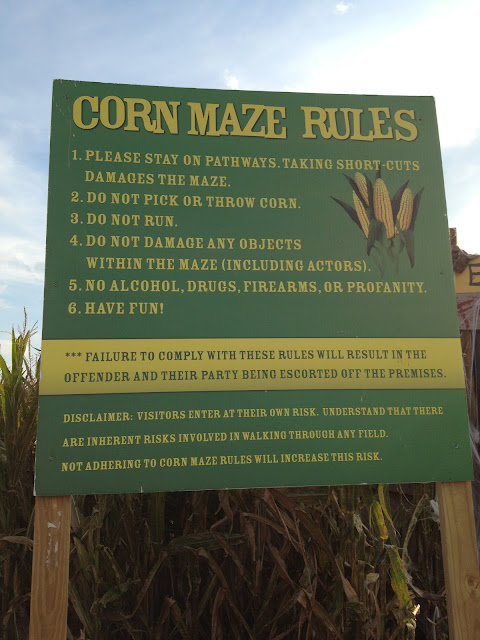 CORN MAZE RULES
1. PLEASE STAY ON PATHWAYS. TAKING SHORT-CUTS
DAMAGES THE MAZE.
2. DO NOT PICK OR THROW CORN.
3. DO NOT RUN.
4. DO NOT DAMAGE ANY OBJECTS
WITHIN THE MAZE (INCLUDING ACTORS).
5. NO ALCOHOL, DRUGS, FIREARMS, OR PROFANITY.
6. HAVE FUN!
*** FAILURE TO COMPLY WITH THESE RULES WILL RESULT IN THE
OFFENDER AND THEIR PARTY BEING ESCORTED OFF THE PREMISES.
DISCLAIMER: VISITORS ENTER AT THEIR OWN RISK. UNDERSTAND THAT THERE
ARE INHERENT RISKS INVOLVED IN WALKING THROUGH ANY FIELD.
NOT ADHERING TO CORN MAZE RULES WILL INCREASE THIS RISK.